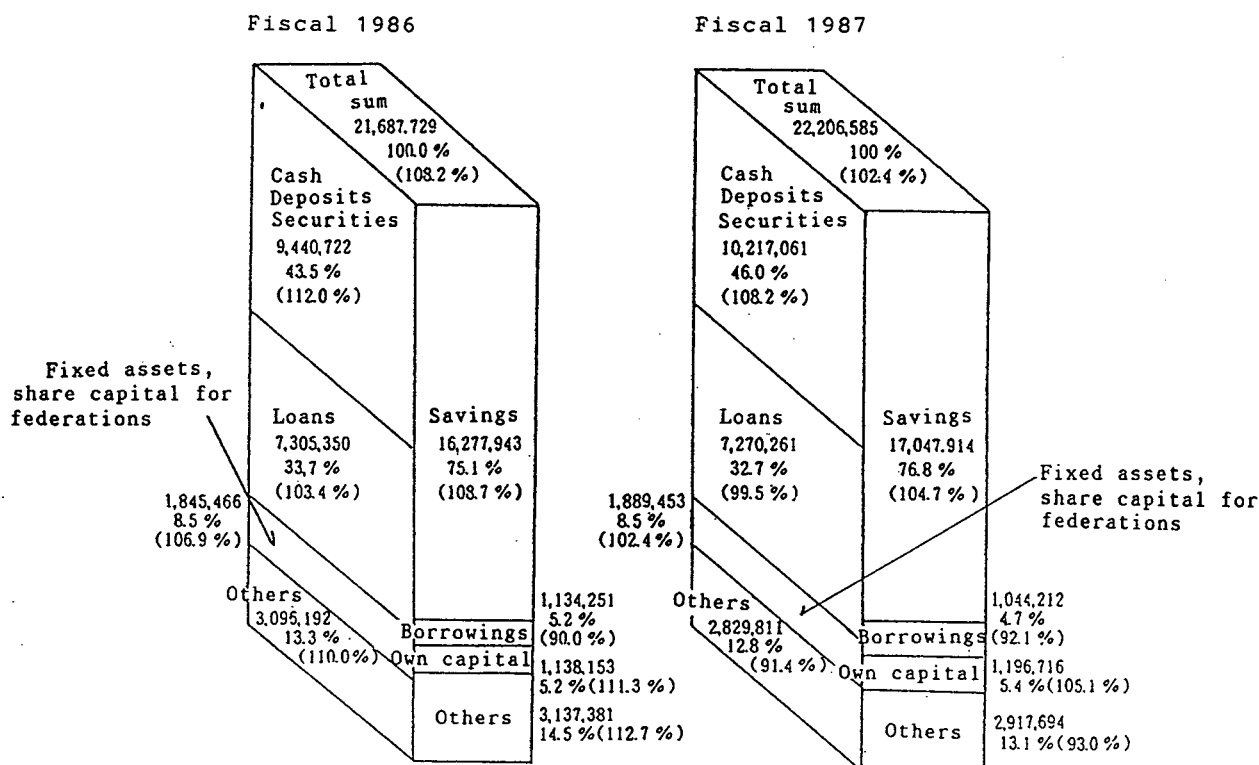 Fiscal 1986
Total
sum
21,687.729
100.0 %
(108.2 %)
Cash
Deposits
Securities
9,440,722
43.5 %
(112.0 %)
Fixed assets,
share capital for
federations
Loans
7,305,350
33.7 %
(103.4 %)
Savings
16,277,943
75.1 %
(108.7 %)
1,845,466
8.5 %
(106.9 %)
Others
3,095,192
13.3 %
(110.0%)
Borrowings
1,134,251
5.2 %
(90.0 %)
Own capital
1,138,153
5.2 % (111.3 %)
Others
3,137,381
14.5 % (112.7 %)
Fiscal 1987
Total
sum
22,206,585
100 %
(102.4 %)
Cash
Deposits
Securities
10,217,061
46.0 %
(108.2 %)
Loans
7,270,261
32.7 %
(99.5 %)
Savings
17,047.914
76.8 %
(104.7 %)
Fixed assets,
share capital for
federations
1,889,453
8.5 %
(102.4 %)
Others
2,829,811
12.8 %
(91.4 %)
Borrowings
1,044,212
4.7 %
(92.1 %)
Own capital
1,196,716
5.4 % (105.1 %)
Others
2,917,694
13.1 % (93.0 %)